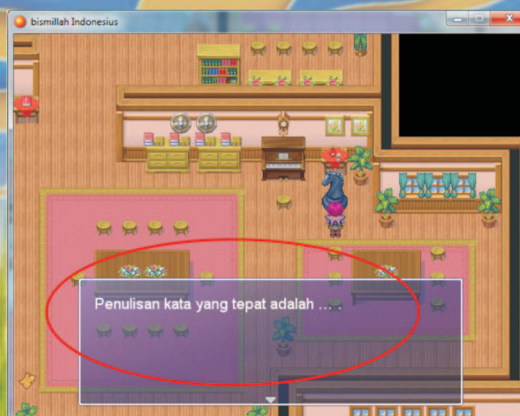 bismillah Indonesius
Penulisan kata yang tepat adalah ... .